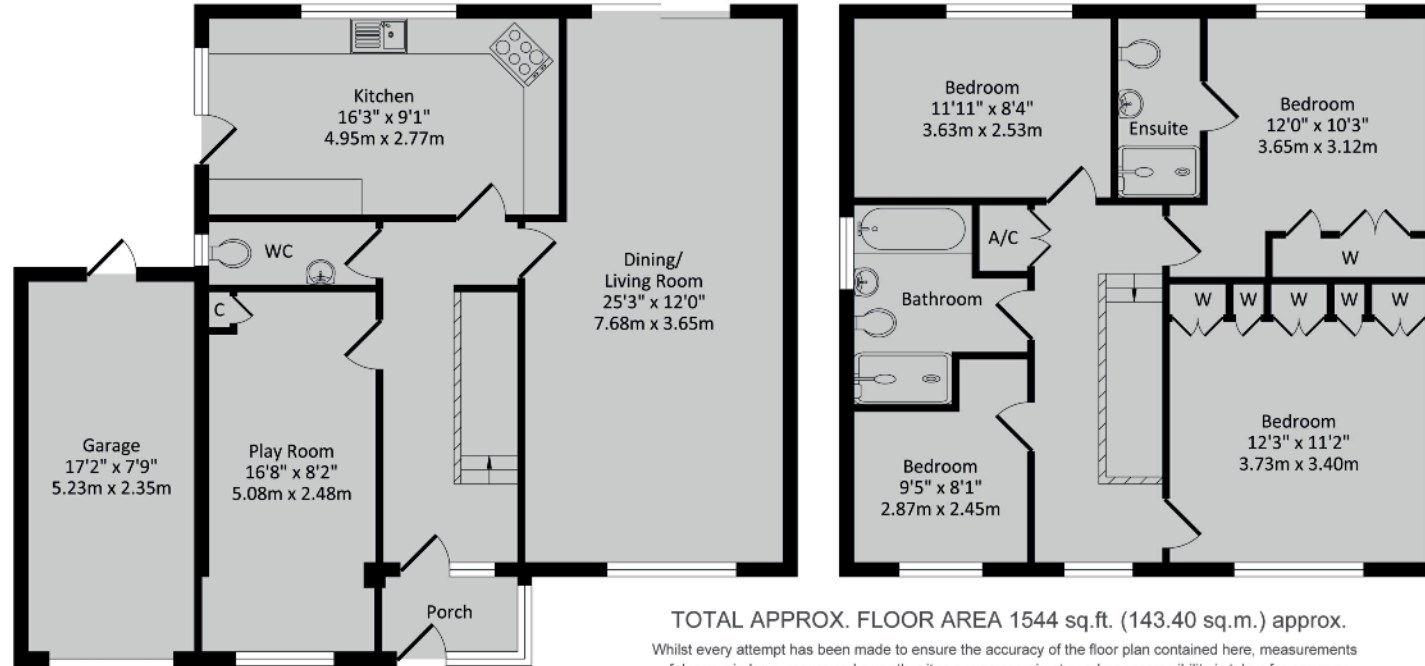 Kitchen
16'3" x 9'1"
4.95m x 2.77m
WC
C
Dining/
Living Room
25'3" x 12'0"
7.68m x 3.65m
Garage
17'2" x 7'9"
5.23m x 2.35m
Play Room
16'8" x 8'2"
5.08m x 2.48m
Porch
Bedroom
11'11" x 8'4"
3.63m x 2.53m
Ensuite
Bedroom
12'0" x 10'3"
3.65m x 3.12m
A/C
W
Bathroom
W
W
W
W
W
Bedroom
12'3" x 11'2"
3.73m x 3.40m
Bedroom
9'5" x 8'1"
2.87m x 2.45m
TOTAL APPROX. FLOOR AREA 1544 sq.ft. (143.40 sq.m.) approx.
Whilst every attempt has been made to ensure the accuracy of the floor plan contained here, measurements